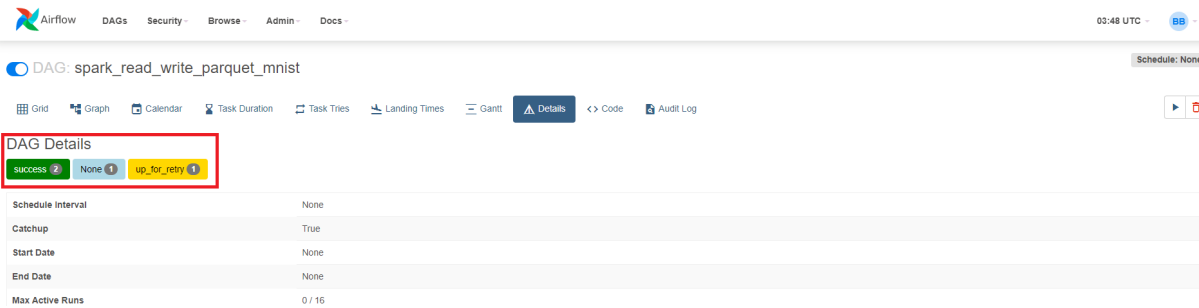 Airflow DAGs Security Browse Admin Docs 03:48 UTC BB
DAG: spark_read_write_parquet_mnist Schedule: None
Grid Graph Calendar Task Duration Task Tries Landing Times Gantt Details Code Audit Log
DAG Details
success 2 None 1 up_for_retry 1
Schedule Interval None
Catchup True
Start Date None
End Date None
Max Active Runs 0 / 16